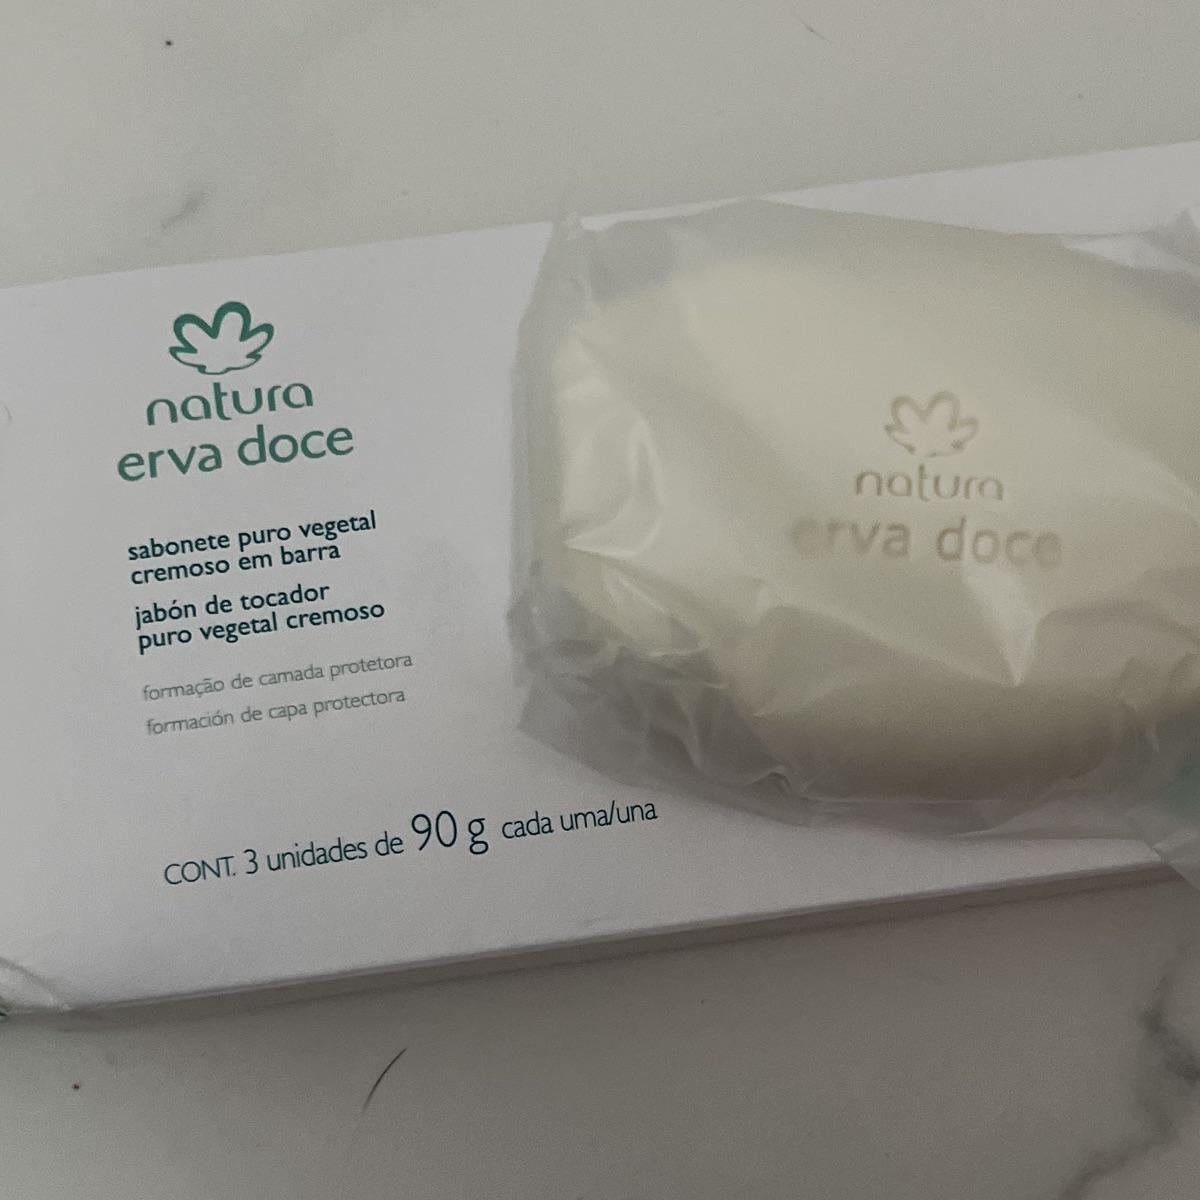 natura
erva doce
sabonete puro vegetal
cremoso em barra
jabón de tocador
puro vegetal cremoso
formação de camada protetora
formación de capa protectora
CONT. 3 unidades de 90 g cada uma/una
natura
erva doce